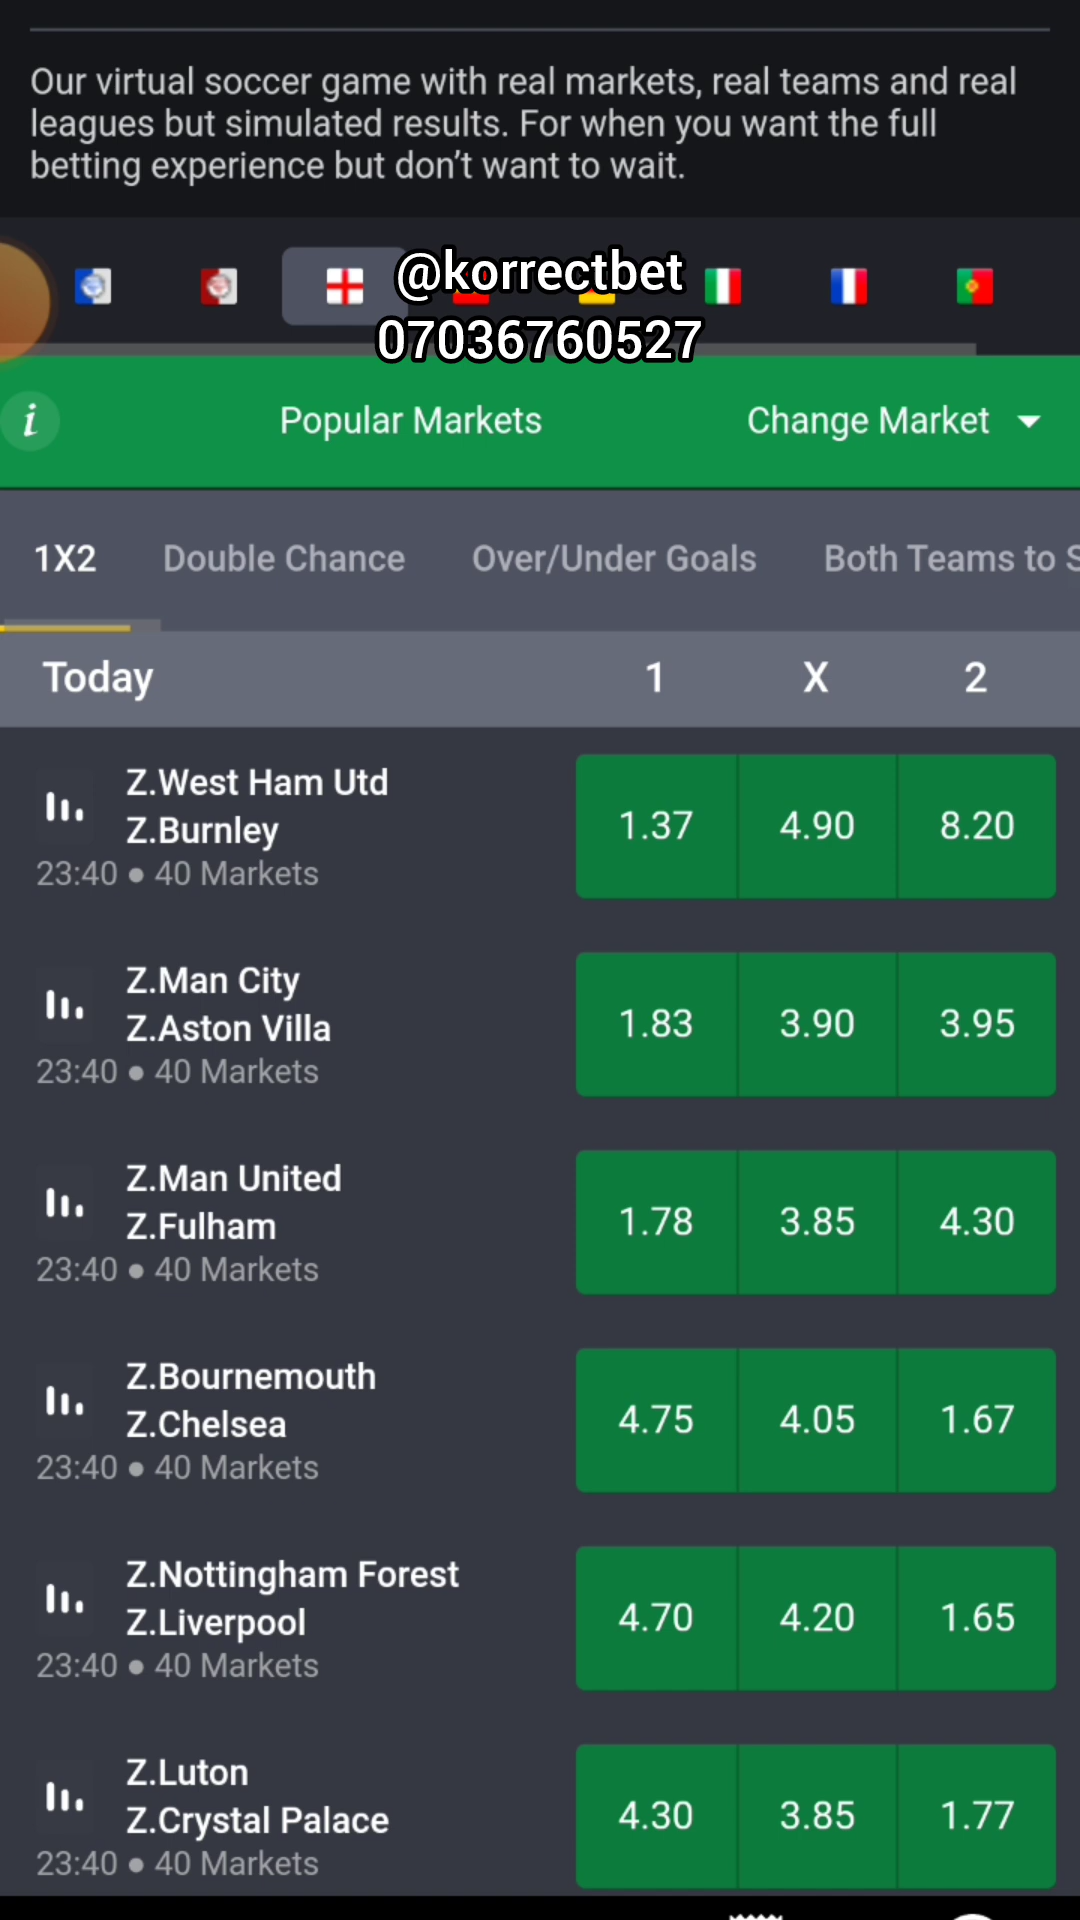 Our virtual soccer game with real markets, real teams and real
leagues but simulated results. For when you want the full
betting experience but don’t want to wait.
@korrectbet
07036760527
i Popular Markets Change Market
1X2 Double Chance Over/Under Goals Both Teams to S
Today 1 X 2
Z.West Ham Utd
Z.Burnley
23:40 ● 40 Markets
1.37 4.90 8.20
Z.Man City
Z.Aston Villa
23:40 ● 40 Markets
1.83 3.90 3.95
Z.Man United
Z.Fulham
23:40 ● 40 Markets
1.78 3.85 4.30
Z.Bournemouth
Z.Chelsea
23:40 ● 40 Markets
4.75 4.05 1.67
Z.Nottingham Forest
Z.Liverpool
23:40 ● 40 Markets
4.70 4.20 1.65
Z.Luton
Z.Crystal Palace
23:40 ● 40 Markets
4.30 3.85 1.77